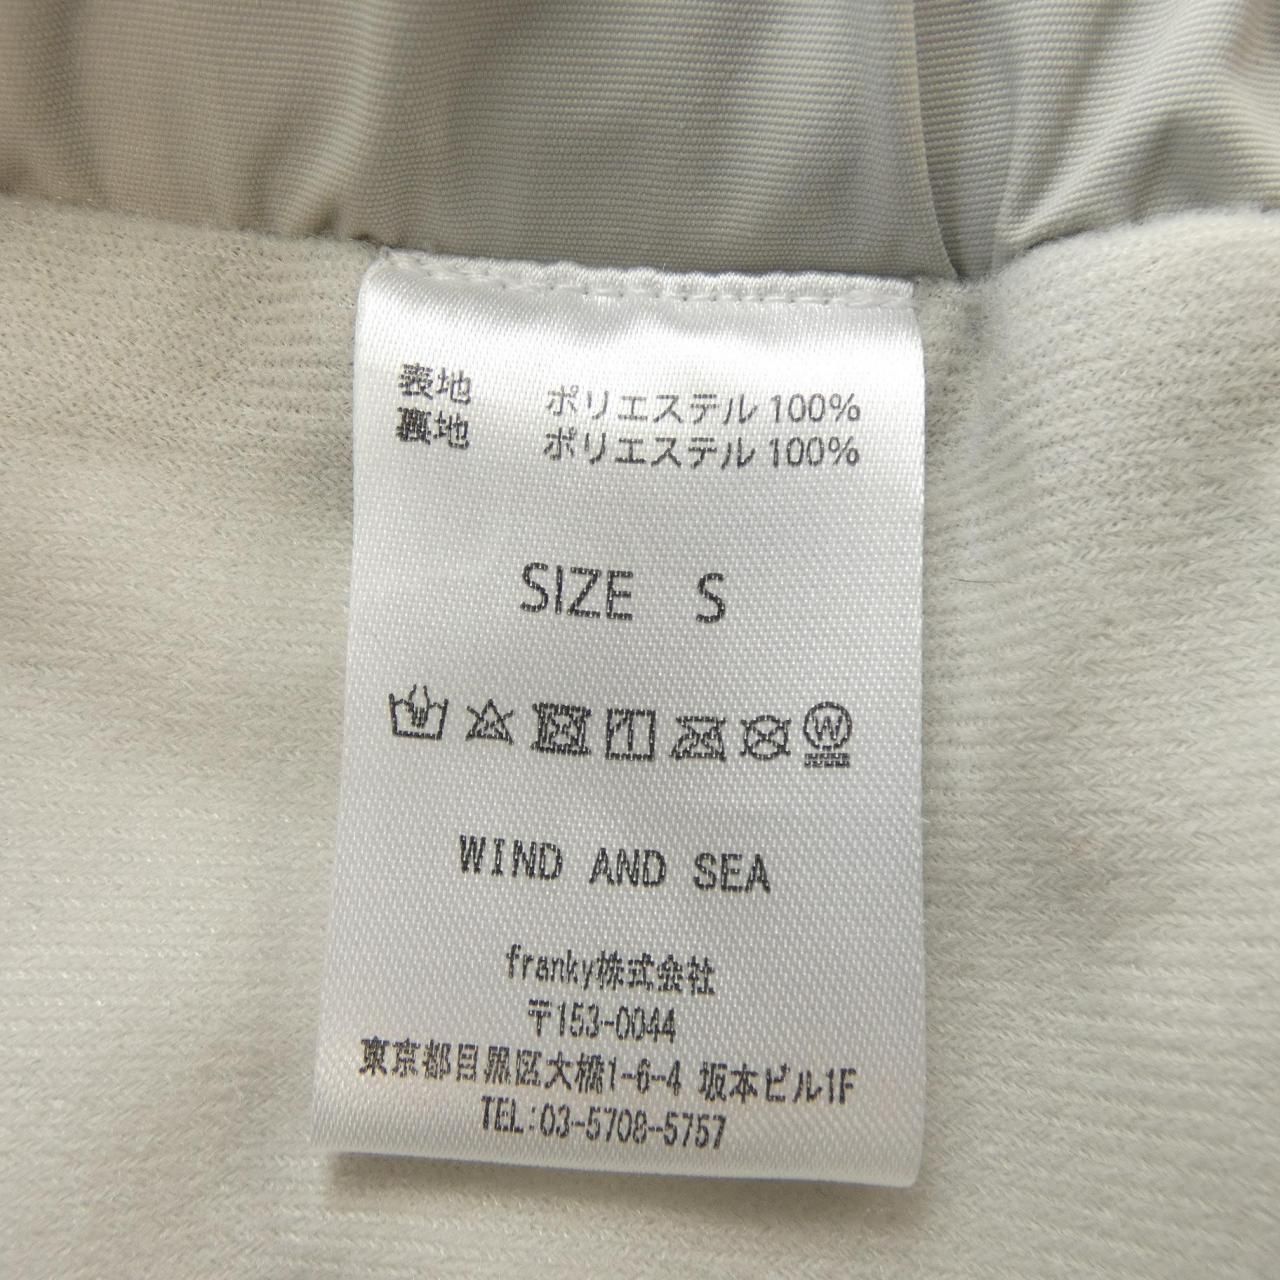 表地 ポリエステル 100%
裏地 ポリエステル 100%
SIZE S
W
WIND AND SEA
franky株式会社
〒153-0044
東京都目黒区大橋1-6-4 坂本ビル1F
TEL:03-5708-5757